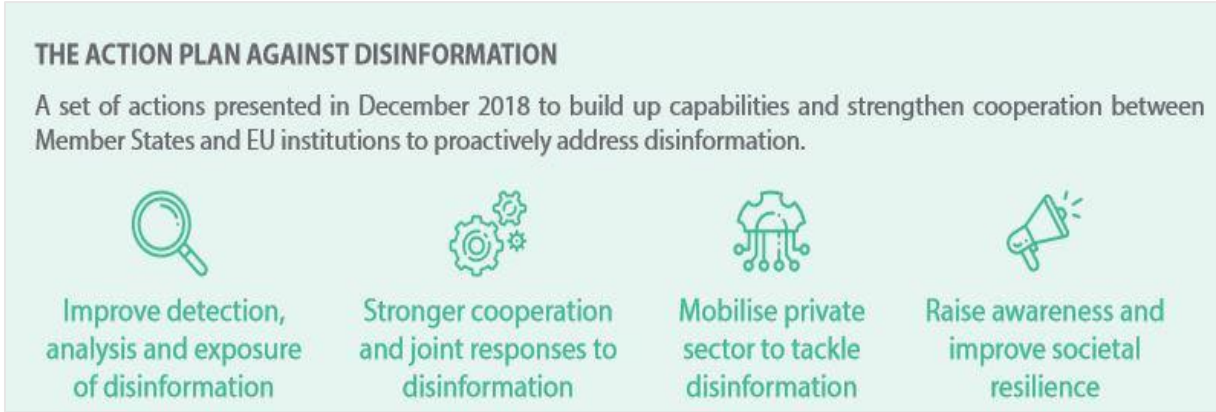 THE ACTION PLAN AGAINST DISINFORMATION
A set of actions presented in December 2018 to build up capabilities and strengthen cooperation between
Member States and EU institutions to proactively address disinformation.
Improve detection,
analysis and exposure
of disinformation
Stronger cooperation
and joint responses to
disinformation
Mobilise private
sector to tackle
disinformation
Raise awareness and
improve societal
resilience